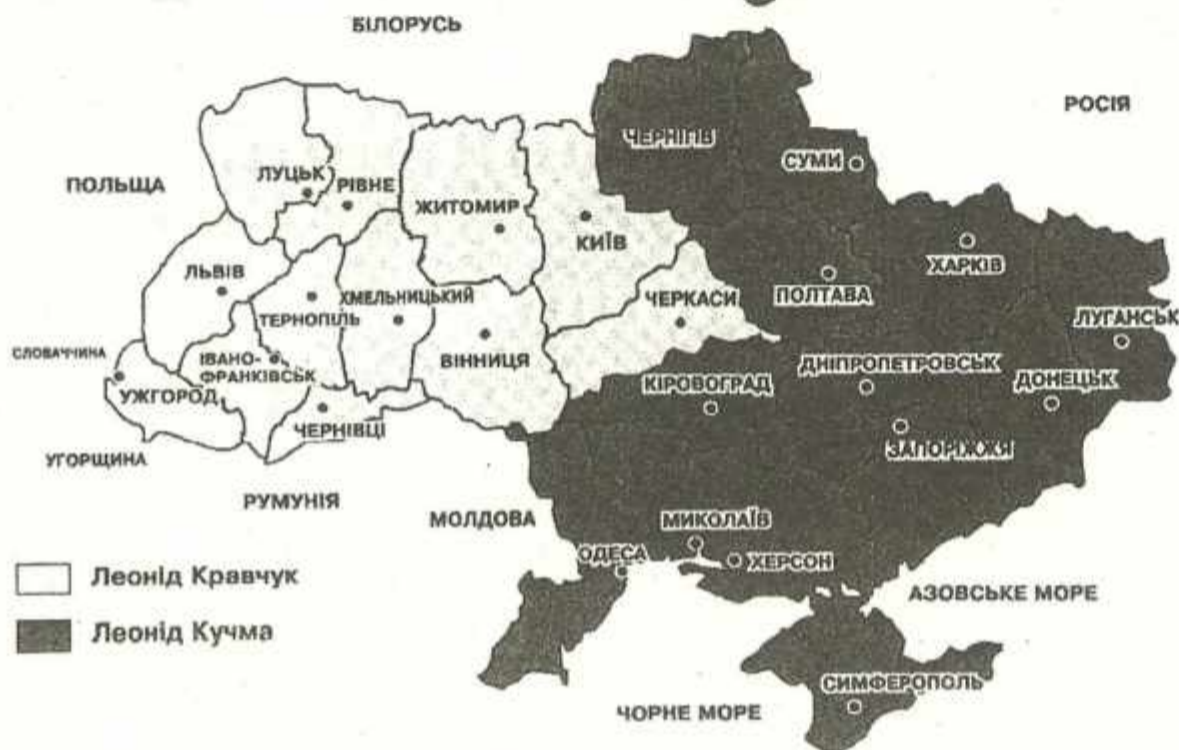 БІЛОРУСЬ
РОСІЯ
ЧЕРНІГІВ
СУМИ
ПОЛЬЩА
ЛУЦЬК
РІВНЕ
ЖИТОМИР
КИЇВ
ХАРКІВ
ЛЬВІВ
ПОЛТАВА
ХМЕЛЬНИЦЬКИЙ
ЧЕРКАСИ
ТЕРНОПІЛЬ
ЛУГАНСЬК
СЛОВАЧЧИНА
ІВАНО-
ФРАНКІВСЬК
ВІННИЦЯ
ДНІПРОПЕТРОВСЬК
КІРОВОГРАД
ДОНЕЦЬК
УЖГОРОД
ЧЕРНІВЦІ
ЗАПОРІЖЖЯ
УГОРЩИНА
РУМУНІЯ
МОЛДОВА
МИКОЛАЇВ
ОДЕСА
ХЕРСОН
Леонід Кравчук
АЗОВСЬКЕ МОРЕ
Леонід Кучма
СИМФЕРОПОЛЬ
ЧОРНЕ МОРЕ